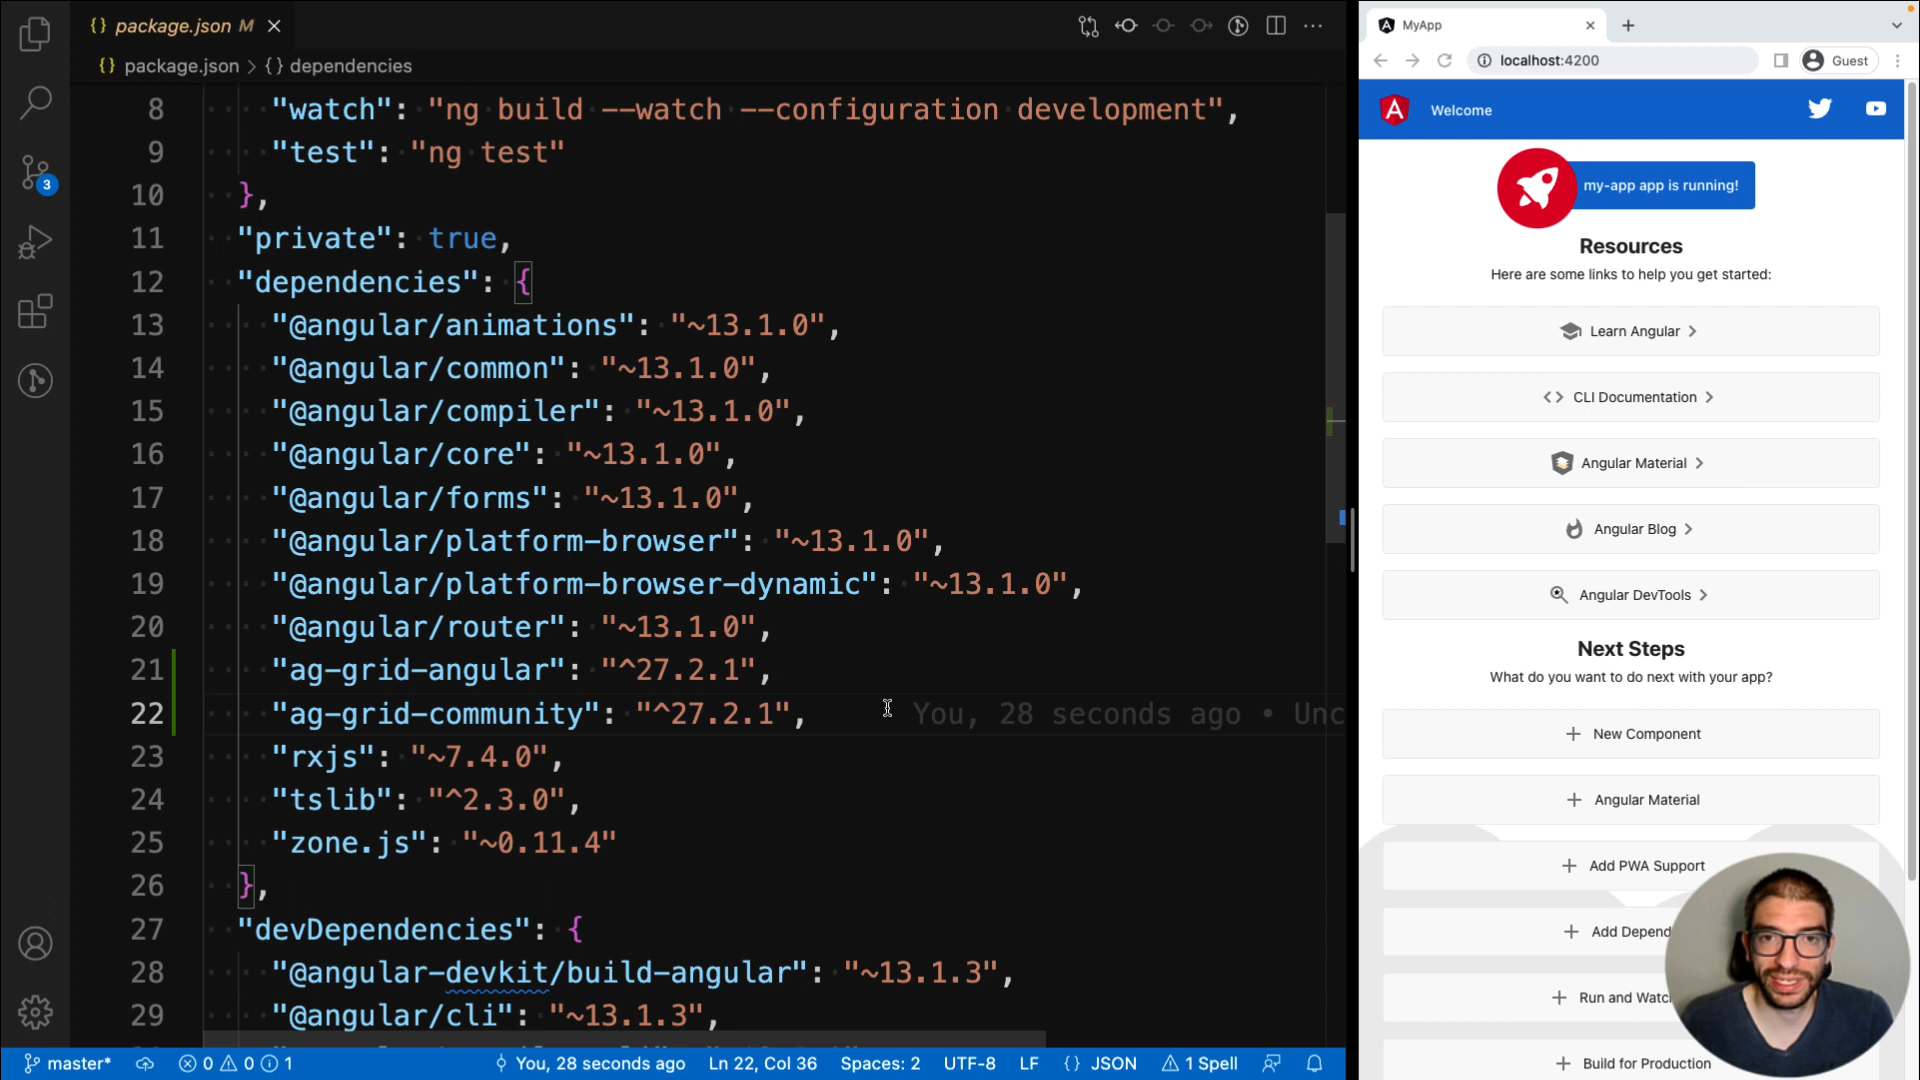 {} package.json M
{} package.json > {} dependencies
8 "watch": "ng build --watch --configuration development",
9 "test": "ng test"
10 },
11 "private": true,
12 "dependencies": {
13 "@angular/animations": "~13.1.0",
14 "@angular/common": "~13.1.0",
15 "@angular/compiler": "~13.1.0",
16 "@angular/core": "~13.1.0",
17 "@angular/forms": "~13.1.0",
18 "@angular/platform-browser": "~13.1.0",
19 "@angular/platform-browser-dynamic": "~13.1.0",
20 "@angular/router": "~13.1.0",
21 "ag-grid-angular": "^27.2.1",
22 "ag-grid-community": "^27.2.1", You, 28 seconds ago • Unc
23 "rxjs": "~7.4.0",
24 "tslib": "^2.3.0",
25 "zone.js": "~0.11.4"
26 },
27 "devDependencies": {
28 "@angular-devkit/build-angular": "~13.1.3",
29 "@angular/cli": "~13.1.3",
3
master* 0 0 1 You, 28 seconds ago Ln 22, Col 36 Spaces: 2 UTF-8 LF {} JSON 1 Spell
MyApp
localhost:4200 Guest
A Welcome
my-app app is running!
Resources
Here are some links to help you get started:
Learn Angular
CLI Documentation
Angular Material
Angular Blog
Angular DevTools
Next Steps
What do you want to do next with your app?
New Component
Angular Material
Add PWA Support
Add Depend
Run and Watc
Build for Production